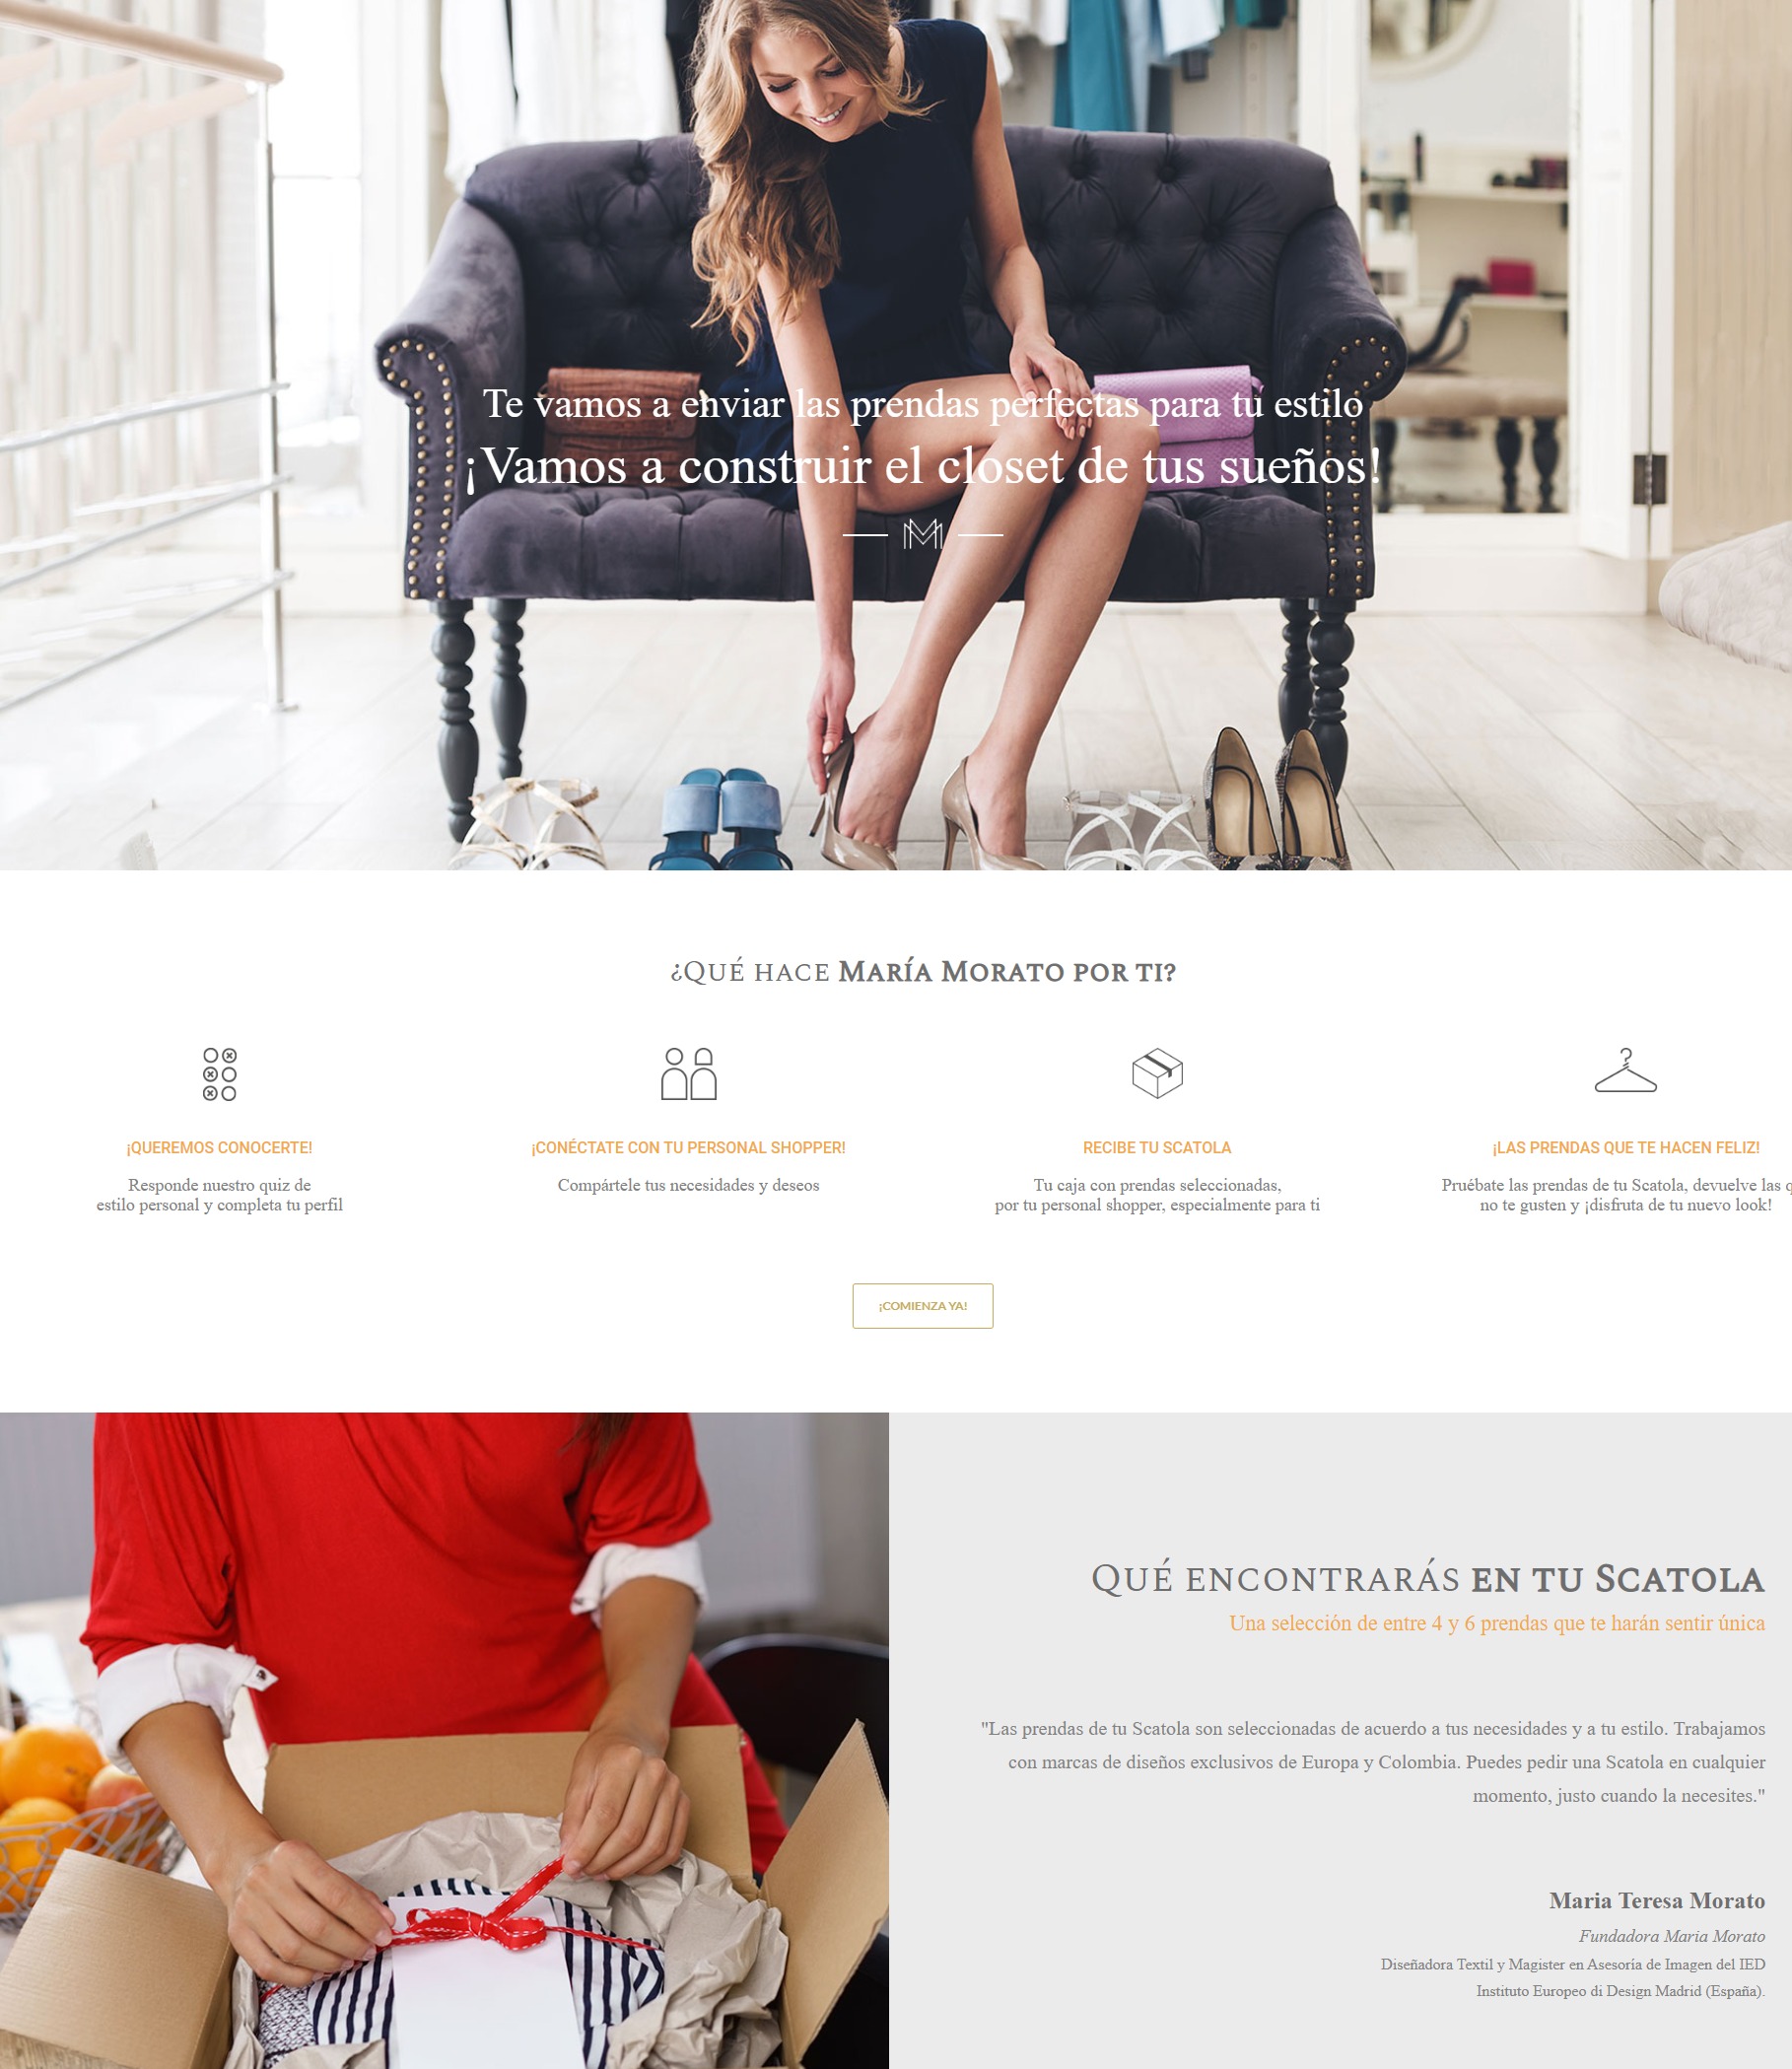 Te vamos a enviar las prendas perfectas para tu estilo
¡Vamos a construir el closet de tus sueños!
¿Qué hace María Morato por ti?
¡QUEREMOS CONOCERTE!
Responde nuestro quiz de
estilo personal y completa tu perfil
¡CONÉCTATE CON TU PERSONAL SHOPPER!
Compártele tus necesidades y deseos
RECIBE TU SCATOLA
Tu caja con prendas seleccionadas,
por tu personal shopper, especialmente para ti
¡LAS PRENDAS QUE TE HACEN FELIZ!
Pruébate las prendas de tu Scatola, devuelve las
no te gusten y ¡disfruta de tu nuevo look!
¡COMIENZA YA!
Qué encontrarás en tu Scatola
Una selección de entre 4 y 6 prendas que te harán sentir única
"Las prendas de tu Scatola son seleccionadas de acuerdo a tus necesidades y a tu estilo. Trabajamos
con marcas de diseños exclusivos de Europa y Colombia. Puedes pedir una Scatola en cualquier
momento, justo cuando la necesites."
Maria Teresa Morato
Fundadora Maria Morato
Diseñadora Textil y Magister en Asesoría de Imagen del IED
Instituto Europeo di Design Madrid (España).